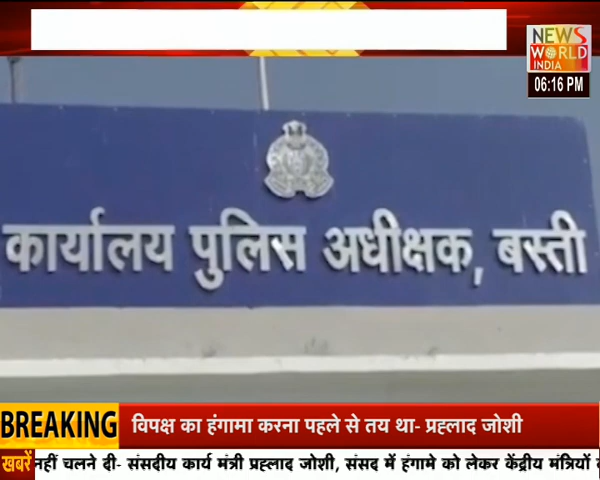 NEWS
WORLD
INDIA
06:16 PM
कार्यालय पुलिस अधीक्षक, बस्ती
BREAKING विपक्ष का हंगामा करना पहले से तय था- प्रह्लाद जोशी
खबरें नहीं चलने दी- संसदीय कार्य मंत्री प्रह्लाद जोशी, संसद में हंगामे को लेकर केंद्रीय मंत्रियों